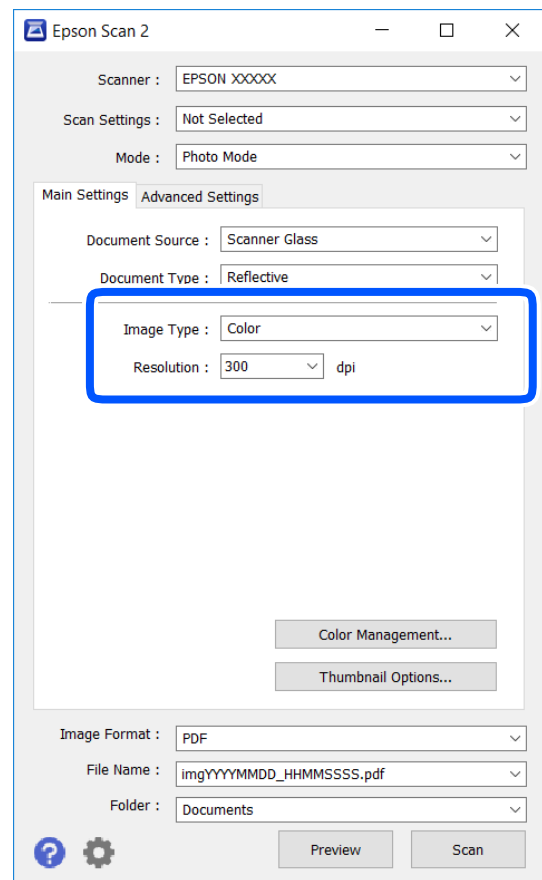 Epson Scan 2
Scanner : EPSON XXXXX
Scan Settings : Not Selected
Mode : Photo Mode
Main Settings Advanced Settings
Document Source : Scanner Glass
Document Type : Reflective
Image Type : Color
Resolution : 300 dpi
Color Management...
Thumbnail Options...
Image Format : PDF
File Name : imgYYYYMMDD_HHMMSSSS.pdf
Folder : Documents
? Preview Scan